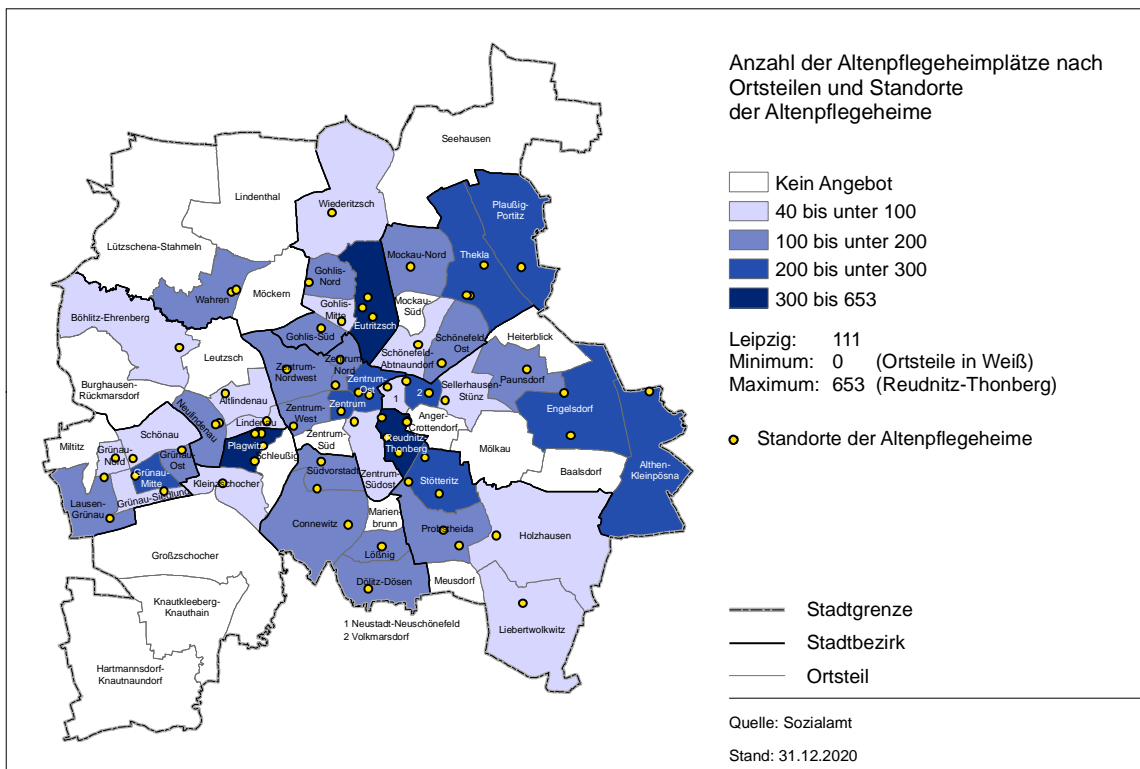 Anzahl der Altenpflegeheimplätze nach
Ortsteilen und Standorte
der Altenpflegeheime
Kein Angebot
40 bis unter 100
100 bis unter 200
200 bis unter 300
300 bis 653
Leipzig: 111
Minimum: 0 (Ortsteile in Weiß)
Maximum: 653 (Reudnitz-Thonberg)
Standorte der Altenpflegeheime
Stadtgrenze
Stadtbezirk
Ortsteil
Quelle: Sozialamt
Stand: 31.12.2020
Seehausen
Lindenthal
Wiederitzsch
Plaußig-
Portitz
Lützschena-Stahmeln
Thekla
Mockau-Nord
Gohlis-
Nord
Wahren
Möckern
Mockau-
Süd
Gohlis-
Mitte
Eutritzsch
Böhlitz-Ehrenberg
Gohlis-Süd
Schönefeld-
Ost
Heiterblick
Schönefeld-
Abtnaundorf
Leutzsch
Zentrum-
Nord
Zentrum-
Nordwest
Paunsdorf
Zentrum-
Ost
Sellerhausen-
Stünz
Burghausen-
Rückmarsdorf
Altlindenau
1
2
Engelsdorf
Neulindenau
Zentrum-
West
Zentrum
Lindenau
Anger-
Crottendorf
Schönau
Plagwitz
Zentrum-
Süd
Reudnitz-
Thonberg
Mölkau
Miltitz
Grünau-
Nord
Grünau-
Ost
Schleußig
Baalsdorf
Althen-
Kleinpösna
Grünau-
Mitte
Südvorstadt
Zentrum-
Südost
Stötteritz
Kleinzschocher
Grünau-Siedlung
Lausen-
Grünau
Marien-
brunn
Connewitz
Probstheida
Holzhausen
Lößnig
Großzschocher
Dölitz-Dösen
Meusdorf
Knautkleeberg-
Knauthain
1 Neustadt-Neuschönefeld
2 Volkmarsdorf
Liebertwolkwitz
Hartmannsdorf-
Knautnaundorf